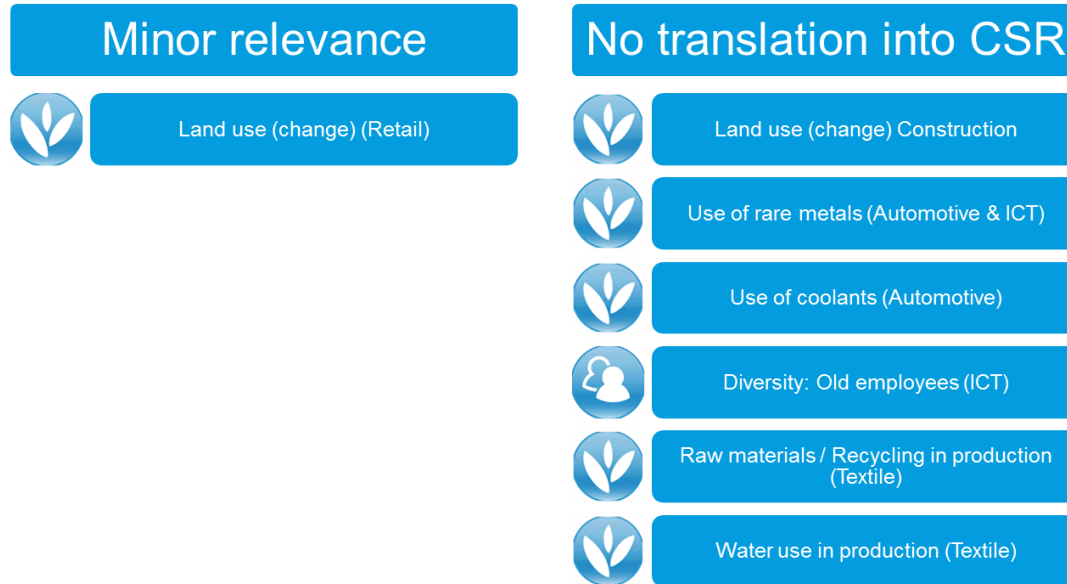 Minor relevance
Land use (change) (Retail)
No translation into CSR
Land use (change) Construction
Use of rare metals (Automotive & ICT)
Use of coolants (Automotive)
Diversity: Old employees (ICT)
Raw materials / Recycling in production
(Textile)
Water use in production (Textile)